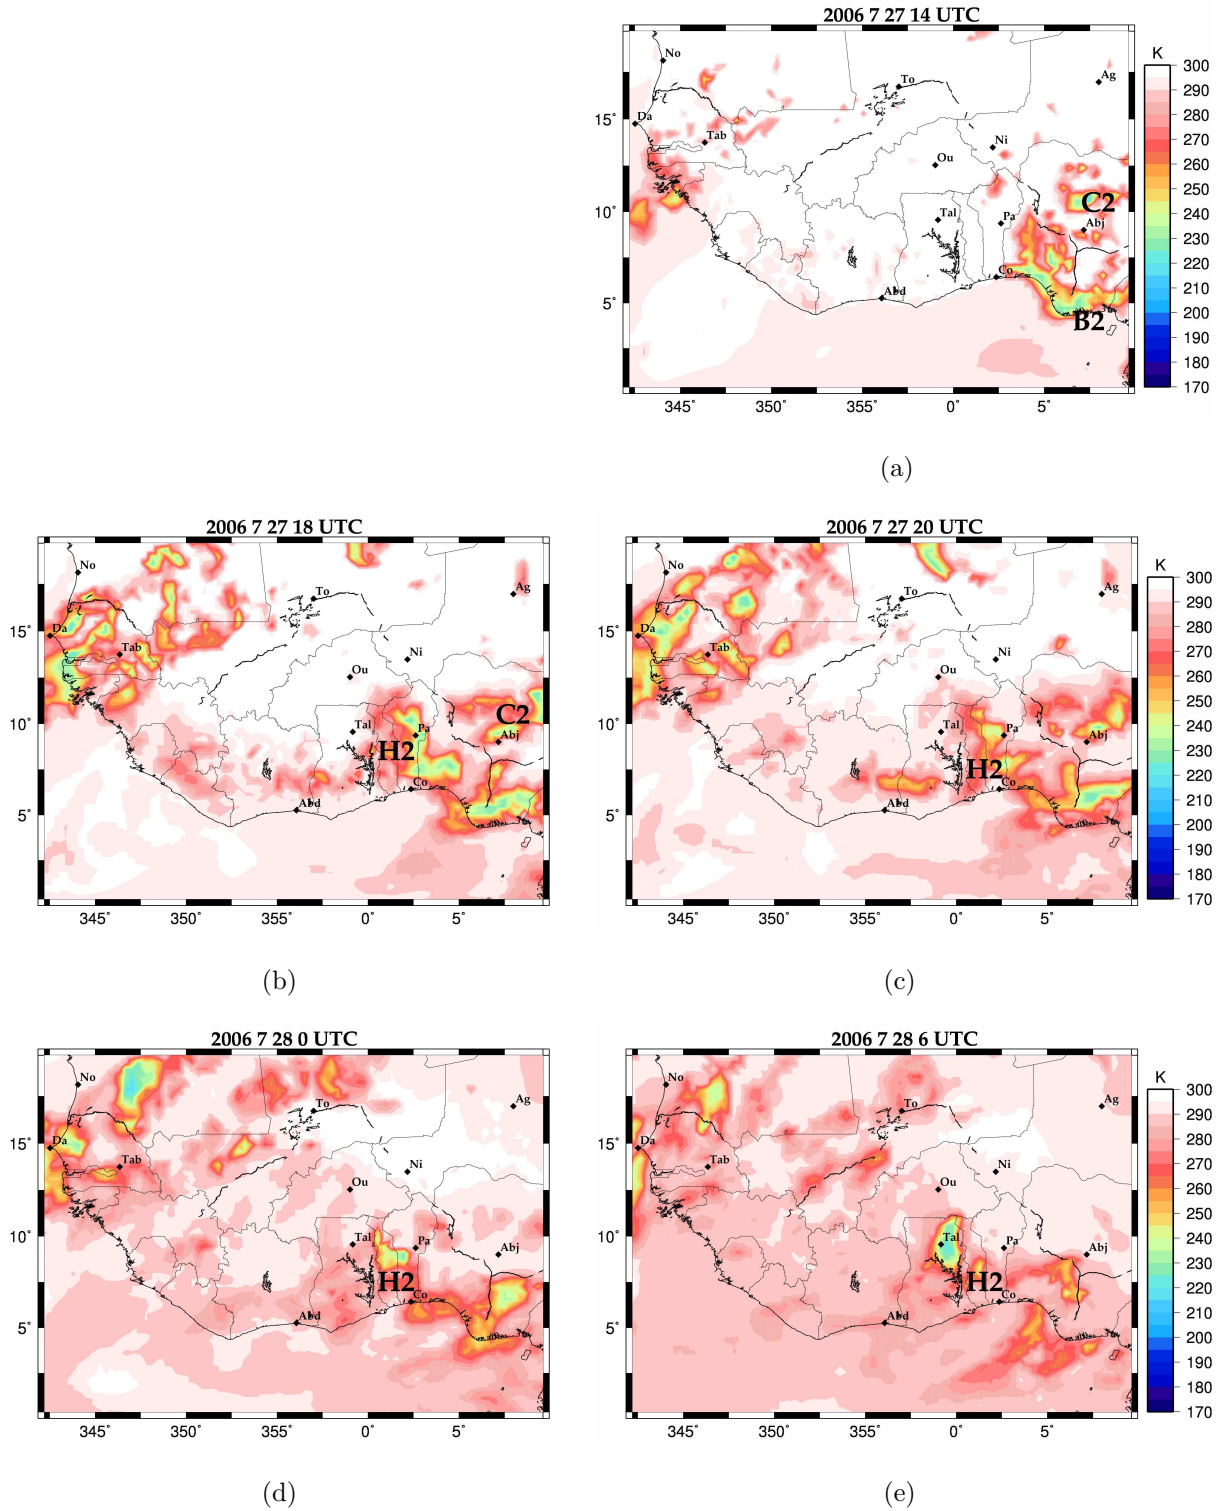 2006 7 27 14 UTC
K
No
To
Ag
Da
Tab
Ni
Ou
C2
Tal
Pa
Abj
Co
Abd
B2
15°
10°
5°
345°
350°
355°
0°
5°
300
290
280
270
260
250
240
230
220
210
200
190
180
170
(a)
2006 7 27 18 UTC
No
To
Ag
Da
Tab
Ni
Ou
C2
Tal
Pa
Abj
H2
Co
Abd
15°
10°
5°
345°
350°
355°
0°
5°
(b)
2006 7 27 20 UTC
K
No
To
Ag
Da
Tab
Ni
Ou
Tal
Pa
Abj
H2
Co
Abd
15°
10°
5°
345°
350°
355°
0°
5°
300
290
280
270
260
250
240
230
220
210
200
190
180
170
(c)
2006 7 28 0 UTC
No
To
Ag
Da
Tab
Ni
Ou
Tal
Pa
Abj
H2
Co
Abd
15°
10°
5°
345°
350°
355°
0°
5°
(d)
2006 7 28 6 UTC
K
No
To
Ag
Da
Tab
Ni
Ou
Tal
Pa
Abj
H2
Co
Abd
15°
10°
5°
345°
350°
355°
0°
5°
300
290
280
270
260
250
240
230
220
210
200
190
180
170
(e)